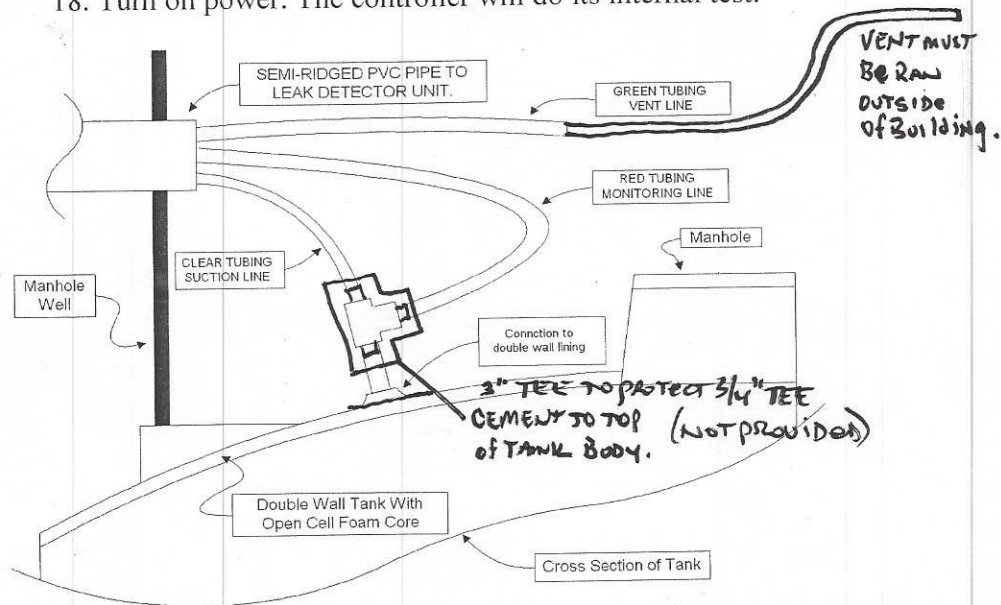 18. Turn on power. The controller will do its internal test.
SEMI-RIDGED PVC PIPE TO
LEAK DETECTOR UNIT.
GREEN TUBING
VENT LINE
VENT MUST
Be RAN
OUTSIDE
Of Building.
RED TUBING
MONITORING LINE
Manhole
CLEAR TUBING
SUCTION LINE
Manhole
Well
Connction to
double wall lining
3" TEE TO PROTECT 3/4" TEE
CEMENT TO TOP (NOT PROVIDED)
of TANK BODY.
Double Wall Tank With
Open Cell Foam Core
Cross Section of Tank